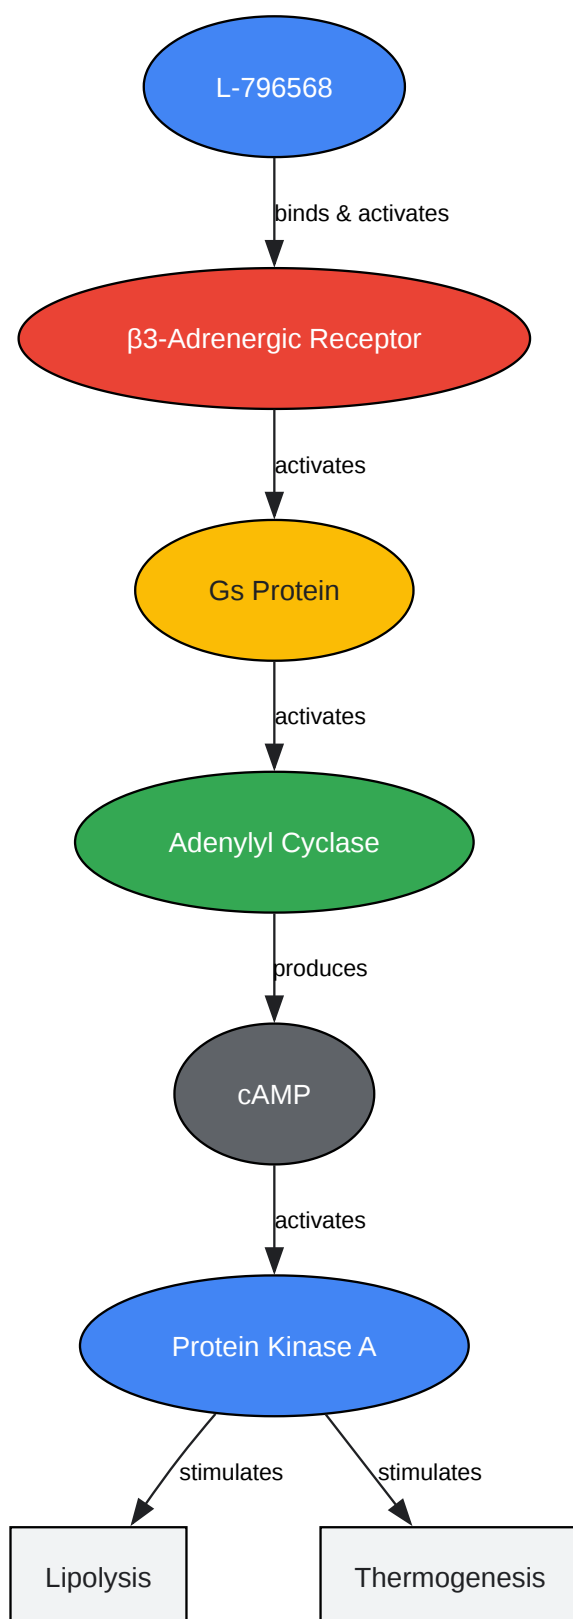 L-796568
binds & activates
β3-Adrenergic Receptor
activates
Gs Protein
activates
Adenylyl Cyclase
produces
cAMP
activates
Protein Kinase A
stimulates
stimulates
Lipolysis
Thermogenesis